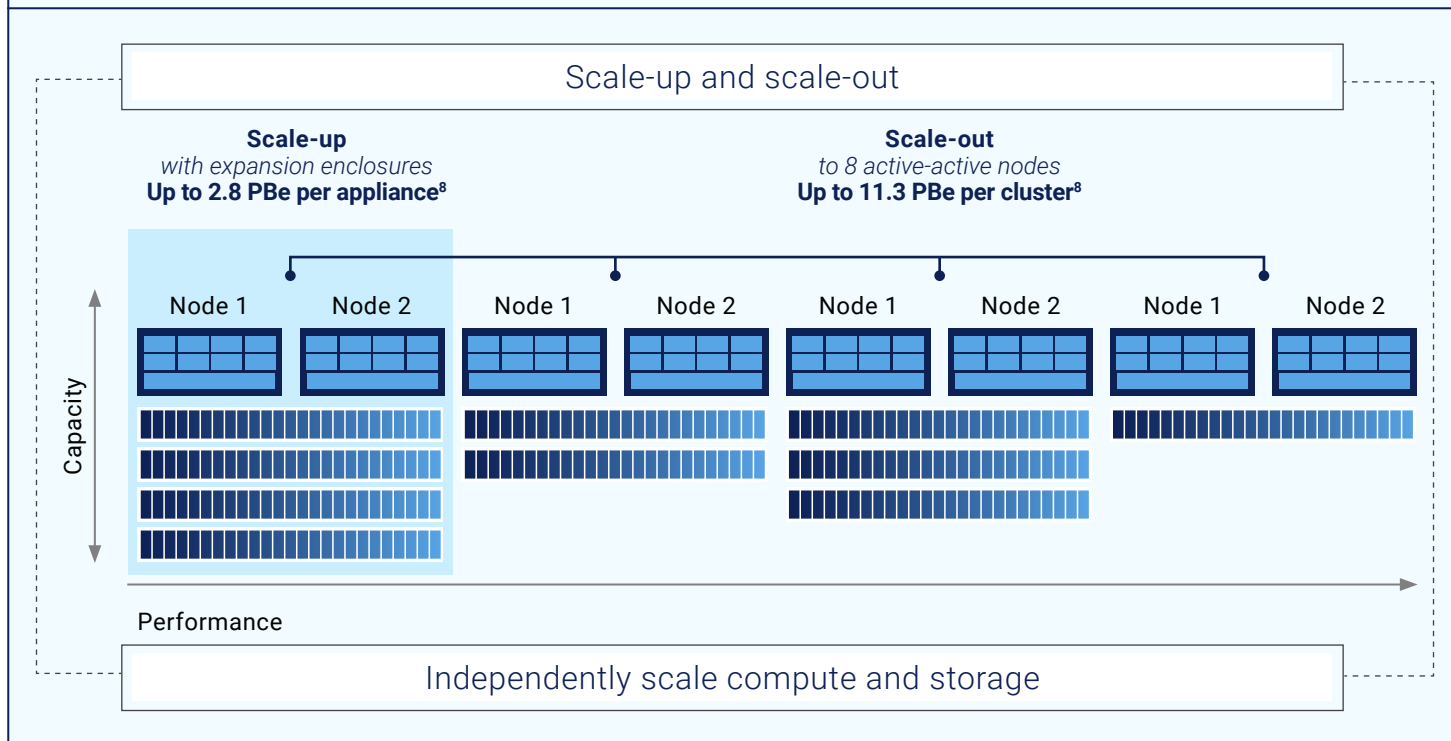 Scale-up and scale-out
Scale-up
with expansion enclosures
Up to 2.8 PBe per appliance⁸
Scale-out
to 8 active-active nodes
Up to 11.3 PBe per cluster⁸
Node 1
Node 2
Node 1
Node 2
Node 1
Node 2
Node 1
Node 2
Capacity
Performance
Independently scale compute and storage